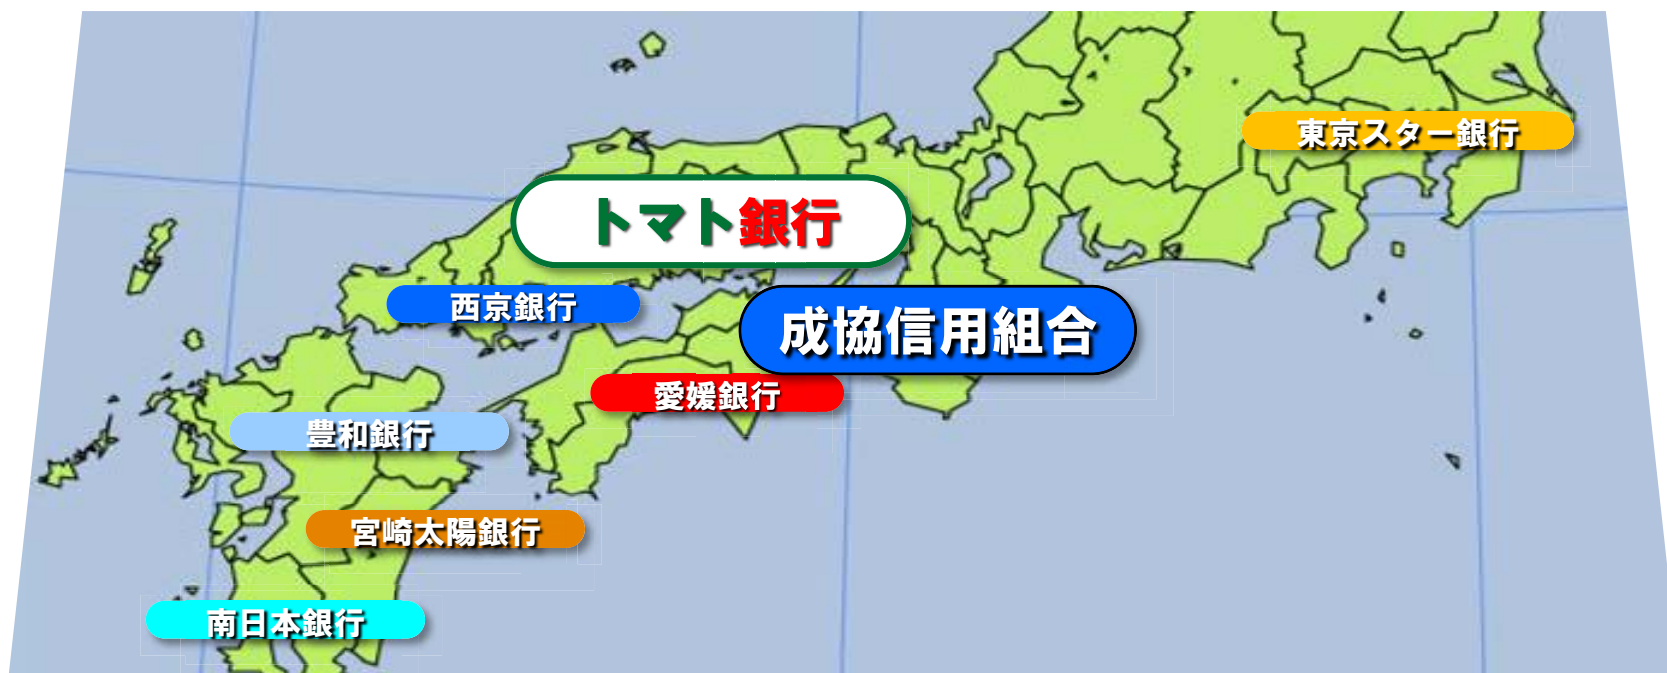 東京スター銀行
トマト銀行
西京銀行
成協信用組合
愛媛銀行
豊和銀行
宮崎太陽銀行
南日本銀行